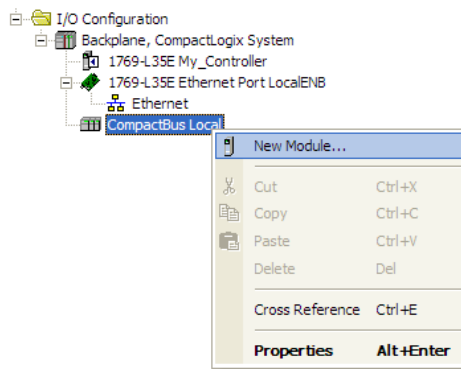 I/O Configuration
Backplane, CompactLogix System
1769-L35E My_Controller
1769-L35E Ethernet Port LocalENB
Ethernet
CompactBus Local
New Module...
Cut Ctrl+X
Copy Ctrl+C
Paste Ctrl+V
Delete Del
Cross Reference Ctrl+E
Properties Alt+Enter